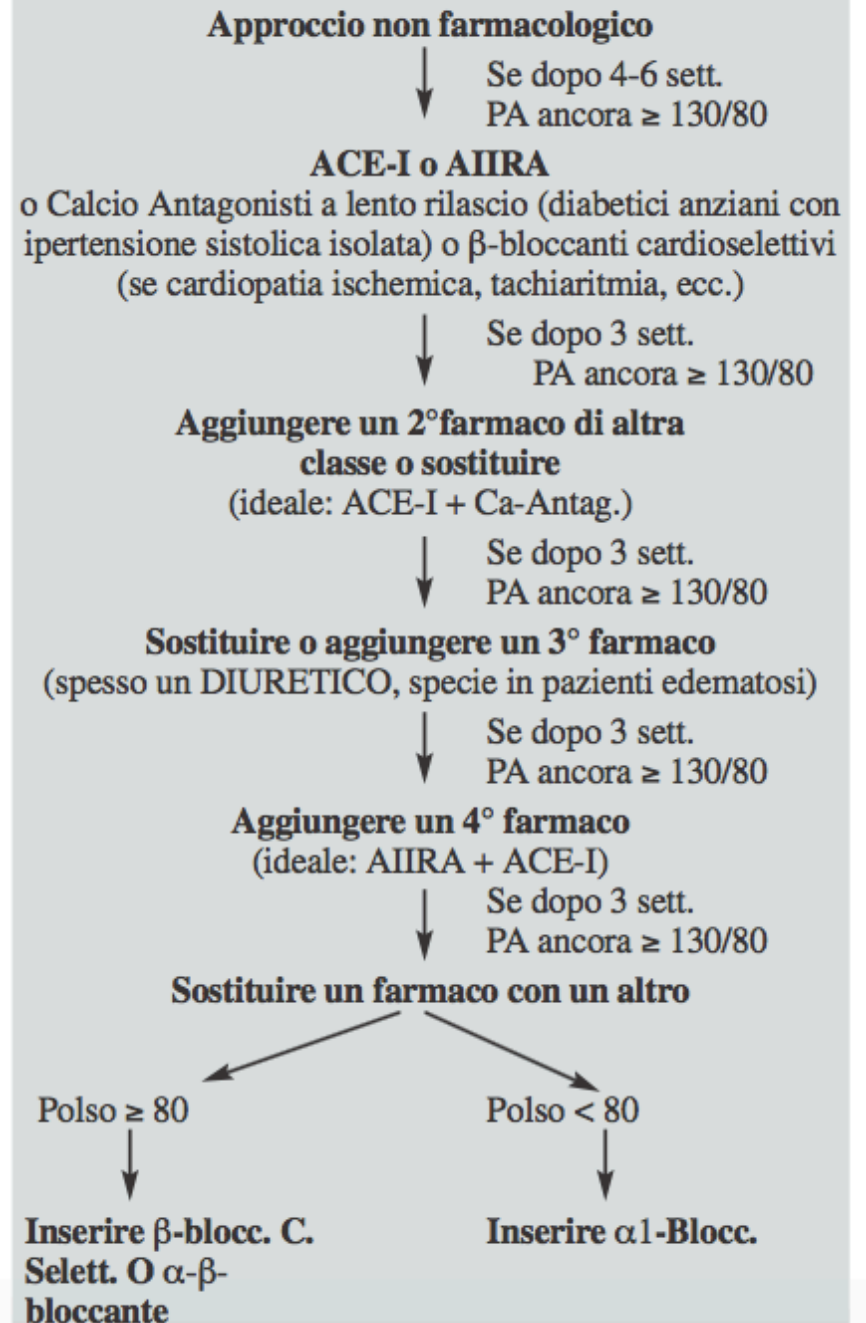 Approccio non farmacologico
Se dopo 4-6 sett.
PA ancora ≥ 130/80
ACE-I o AIIRA
o Calcio Antagonisti a lento rilascio (diabetici anziani con
ipertensione sistolica isolata) o β-bloccanti cardioselettivi
(se cardiopatia ischemica, tachiaritmia, ecc.)
Se dopo 3 sett.
PA ancora ≥ 130/80
Aggiungere un 2°farmaco di altra
classe o sostituire
(ideale: ACE-I + Ca-Antag.)
Se dopo 3 sett.
PA ancora ≥ 130/80
Sostituire o aggiungere un 3° farmaco
(spesso un DIURETICO, specie in pazienti edematosi)
Se dopo 3 sett.
PA ancora ≥ 130/80
Aggiungere un 4° farmaco
(ideale: AIIRA + ACE-I)
Se dopo 3 sett.
PA ancora ≥ 130/80
Sostituire un farmaco con un altro
Polso ≥ 80
Polso < 80
Inserire β-blocc. C.
Selett. O α-β-
bloccante
Inserire α1-Blocc.